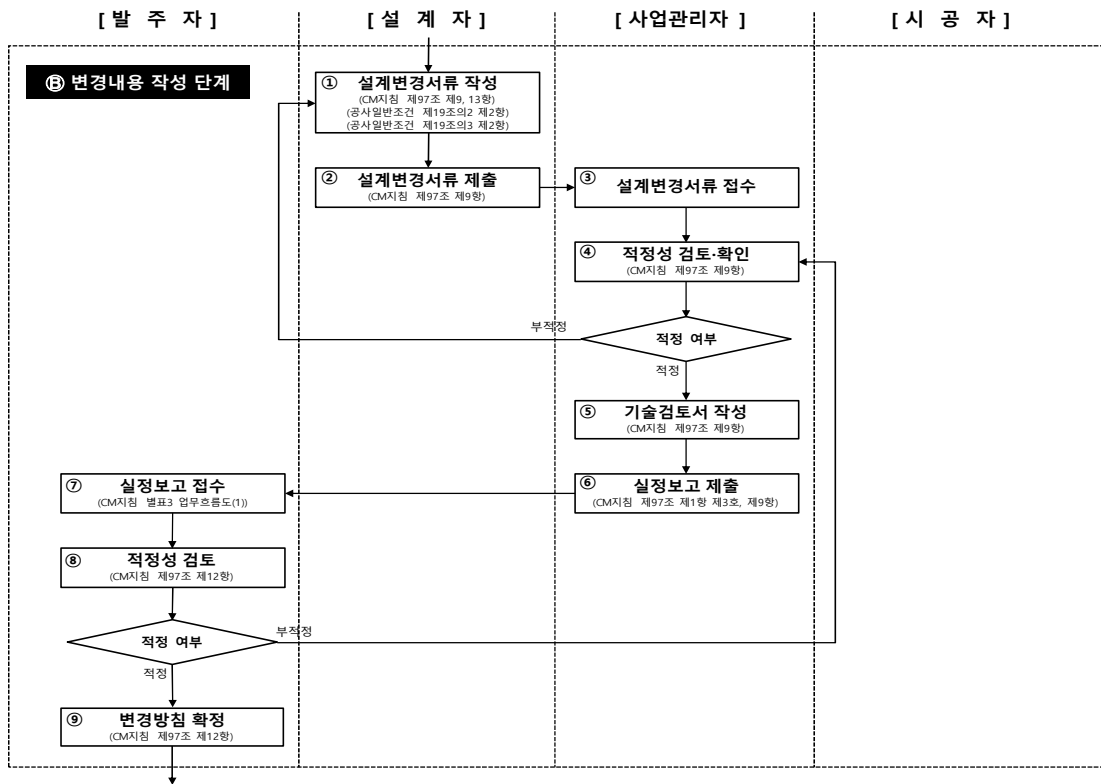 [ 발 주 자 ]
[ 설 계 자 ]
[ 사업관리자 ]
[ 시 공 자 ]
Ⓑ 변경내용 작성 단계
① 설계변경서류 작성
(CM지침 제97조 제9, 13항)
(공사일반조건 제19조의2 제2항)
(공사일반조건 제19조의3 제2항)
② 설계변경서류 제출
(CM지침 제97조 제9항)
③ 설계변경서류 접수
④ 적정성 검토·확인
(CM지침 제97조 제9항)
부적정
적정 여부
적정
⑤ 기술검토서 작성
(CM지침 제97조 제9항)
⑥ 실정보고 제출
(CM지침 제97조 제1항 제3호, 제9항)
⑦ 실정보고 접수
(CM지침 별표3 업무흐름도(1))
⑧ 적정성 검토
(CM지침 제97조 제12항)
적정 여부
부적정
적정
⑨ 변경방침 확정
(CM지침 제97조 제12항)